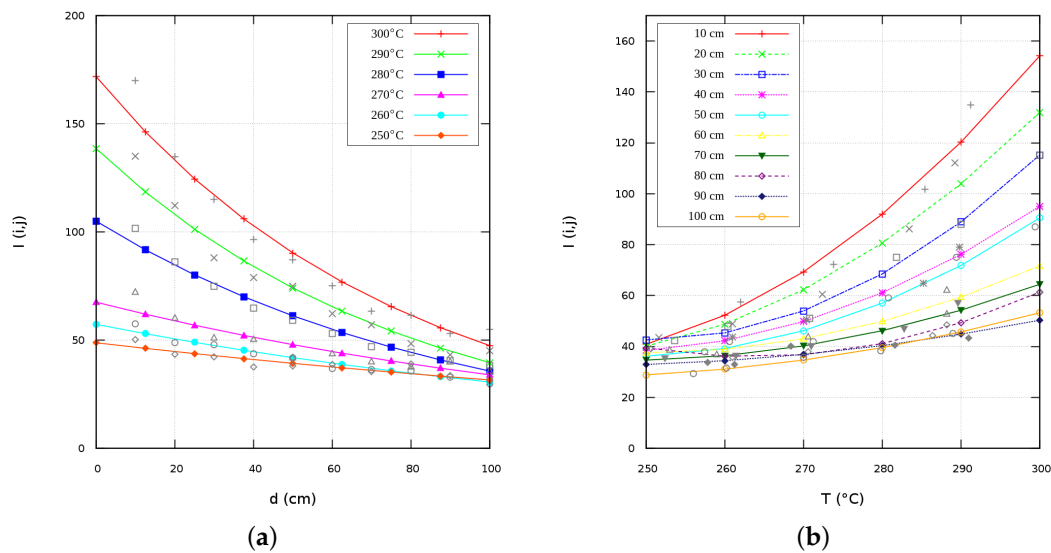 200
150
100
50
0
I (i,j)
300°C
290°C
280°C
270°C
260°C
250°C
0 20 40 60 80 100
d (cm)
(a)
160
140
120
100
80
60
40
20
0
I (i,j)
10 cm
20 cm
30 cm
40 cm
50 cm
60 cm
70 cm
80 cm
90 cm
100 cm
250 260 270 280 290 300
T (°C)
(b)